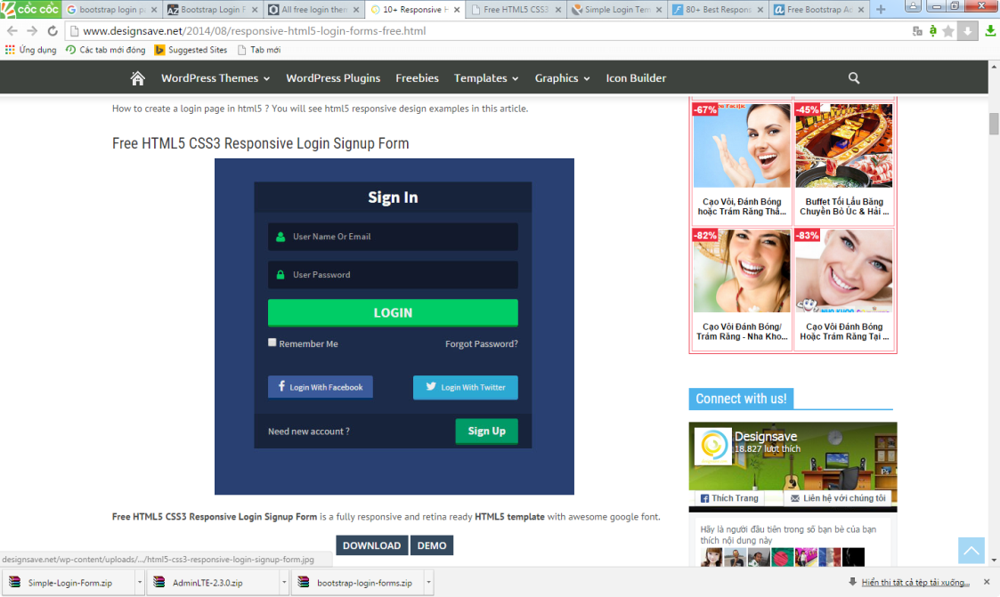 cốc cốc
bootstrap login p
Bootstrap Login F
All free login then
10+ Responsive H
Free HTML5 CSS3
Simple Login Tem
80+ Best Respons
Free Bootstrap Ad
www.designsave.net/2014/08/responsive-html5-login-forms-free.html
Ứng dụng Các tab mới đóng Suggested Sites Tab mới
WordPress Themes WordPress Plugins Freebies Templates Graphics Icon Builder
How to create a login page in html5 ? You will see html5 responsive design examples in this article.
Free HTML5 CSS3 Responsive Login Signup Form
Sign In
User Name Or Email
User Password
LOGIN
Remember Me Forgot Password?
Login With Facebook Login With Twitter
Need new account ? Sign Up
Free HTML5 CSS3 Responsive Login Signup Form is a fully responsive and retina ready HTML5 template with awesome google font.
DOWNLOAD DEMO
-67%
Cạo Vôi, Đánh Bóng
hoặc Trám Răng Thẩ...
-45%
Buffet Tối Lẩu Băng
Chuyền Bò Úc & Hải ...
-82%
Cạo Vôi Đánh Bóng/
Trám Răng - Nha Kho...
-83%
Cạo Vôi Đánh Bóng
Hoặc Trám Răng Tại ...
Connect with us!
Designsave
18.827 lượt thích
Thích Trang Liên hệ với chúng tôi
Hãy là người đầu tiên trong số bạn bè của bạn
thích nội dung này
designsave.net/wp-content/uploads/.../html5-css3-responsive-login-signup-form.jpg
Simple-Login-Form.zip AdminLTE-2.3.0.zip bootstrap-login-forms.zip Hiển thị tất cả tệp tải xuống...